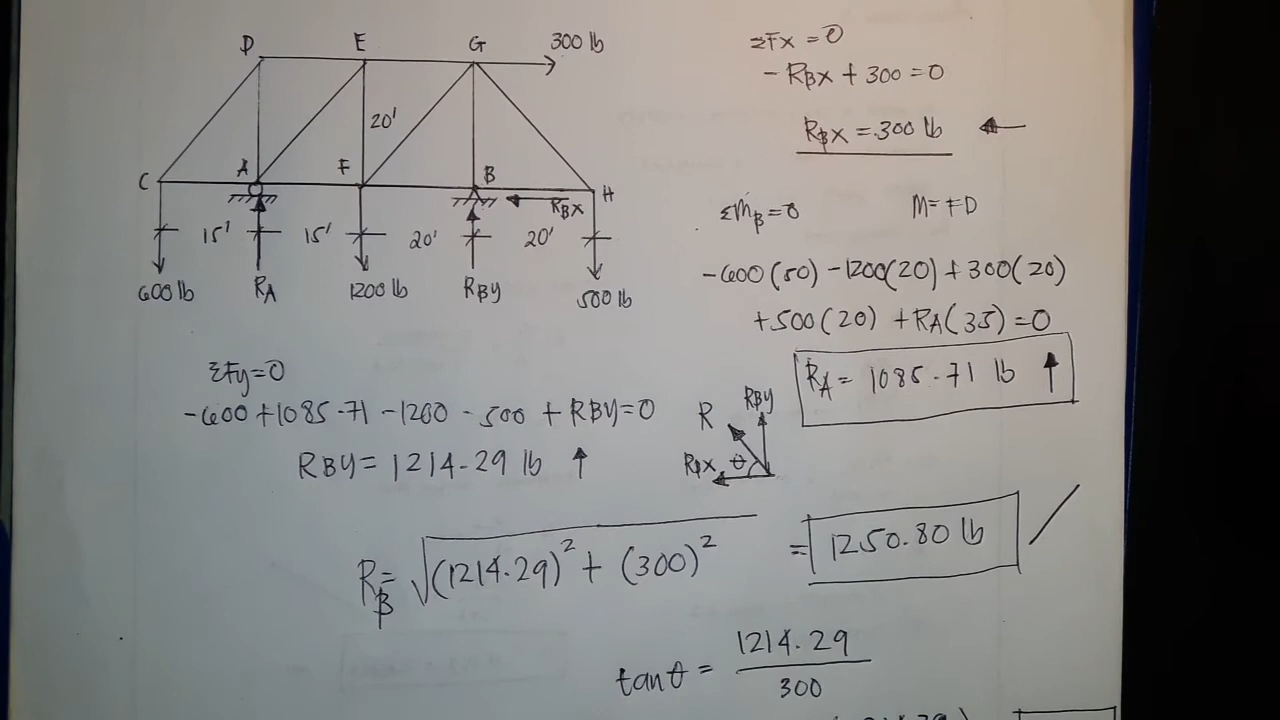 D E G 300 lb
20'
C A F B H
RBX
15' 15' 20' 20'
600 lb RA 1200 lb RBY 500 lb
ΣFx = 0
- RBX + 300 = 0
RBX = 300 lb ←
ΣMB = 0 M = FD
-600(50) - 1200(20) + 300(20)
+ 500(20) + RA(35) = 0
RA = 1085.71 lb ↑
ΣFy = 0
-600 + 1085.71 - 1200 - 500 + RBY = 0
RBY = 1214.29 lb ↑
R RBY
RBX θ
RB = √(1214.29)² + (300)² = 1250.80 lb
tan θ = 1214.29 / 300